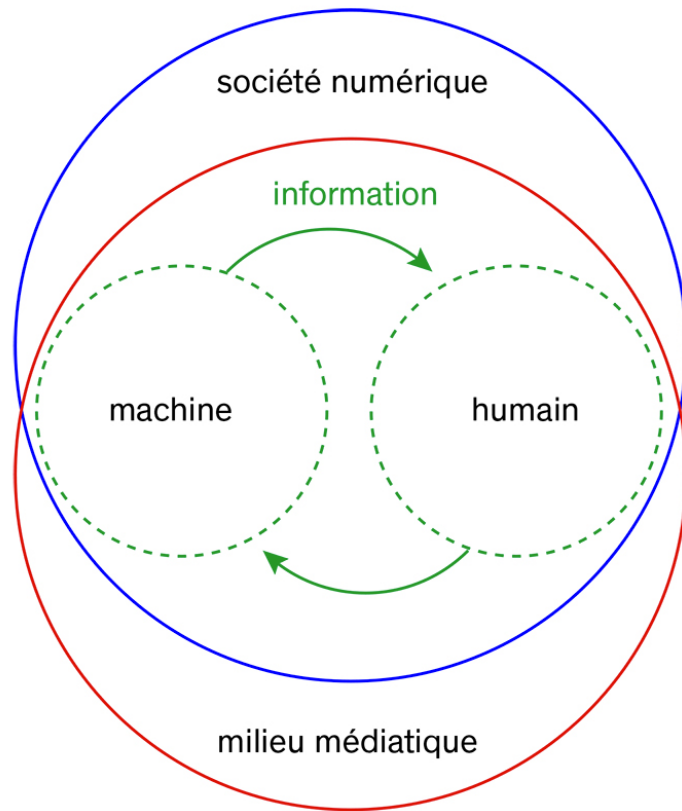 société numérique
information
machine
humain
milieu médiatique